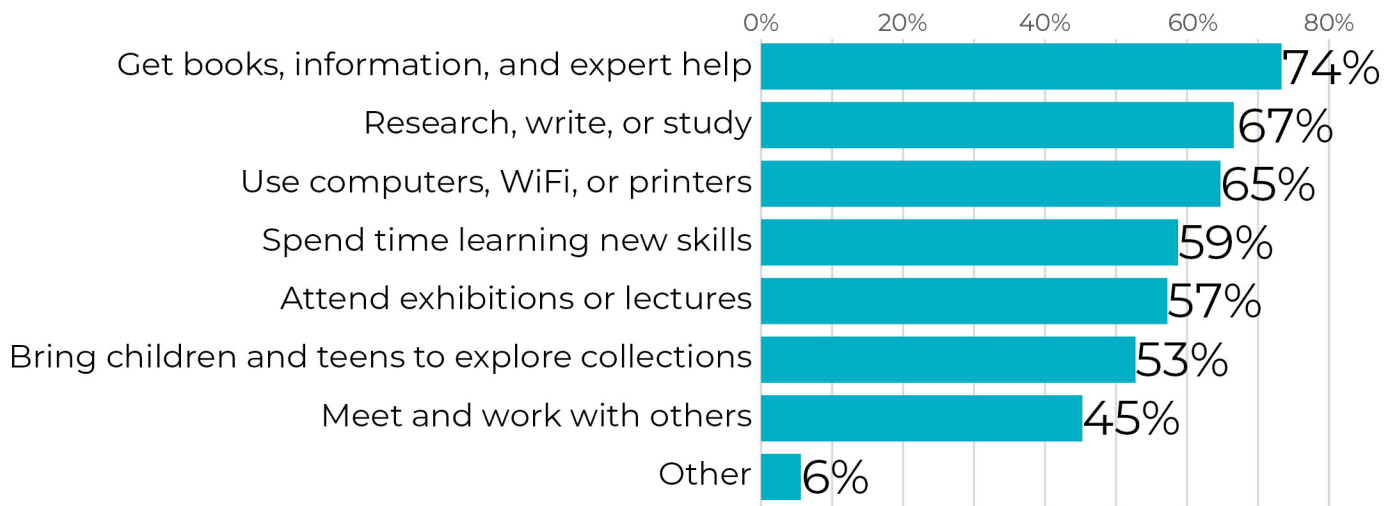 0% 20% 40% 60% 80%
Get books, information, and expert help 74%
Research, write, or study 67%
Use computers, WiFi, or printers 65%
Spend time learning new skills 59%
Attend exhibitions or lectures 57%
Bring children and teens to explore collections 53%
Meet and work with others 45%
Other 6%